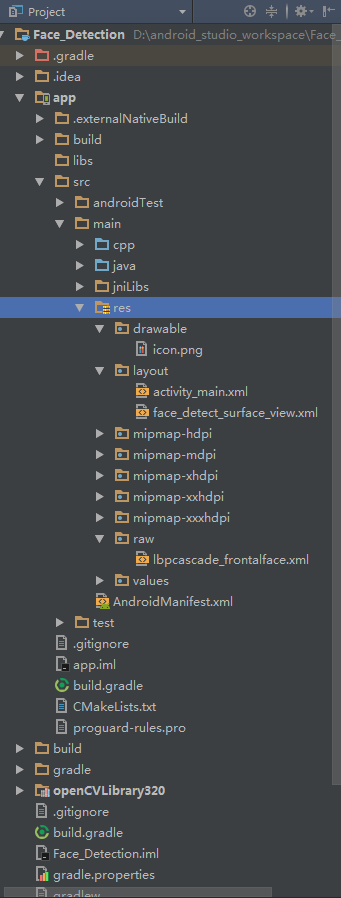 Project
Face_Detection D:\android_studio_workspace\Face_
.gradle
.idea
app
.externalNativeBuild
build
libs
src
androidTest
main
cpp
java
jniLibs
res
drawable
icon.png
layout
activity_main.xml
face_detect_surface_view.xml
mipmap-hdpi
mipmap-mdpi
mipmap-xhdpi
mipmap-xxhdpi
mipmap-xxxhdpi
raw
lbpcascade_frontalface.xml
values
AndroidManifest.xml
test
.gitignore
app.iml
build.gradle
CMakeLists.txt
proguard-rules.pro
build
gradle
openCVLibrary320
.gitignore
build.gradle
Face_Detection.iml
gradle.properties
gradlew